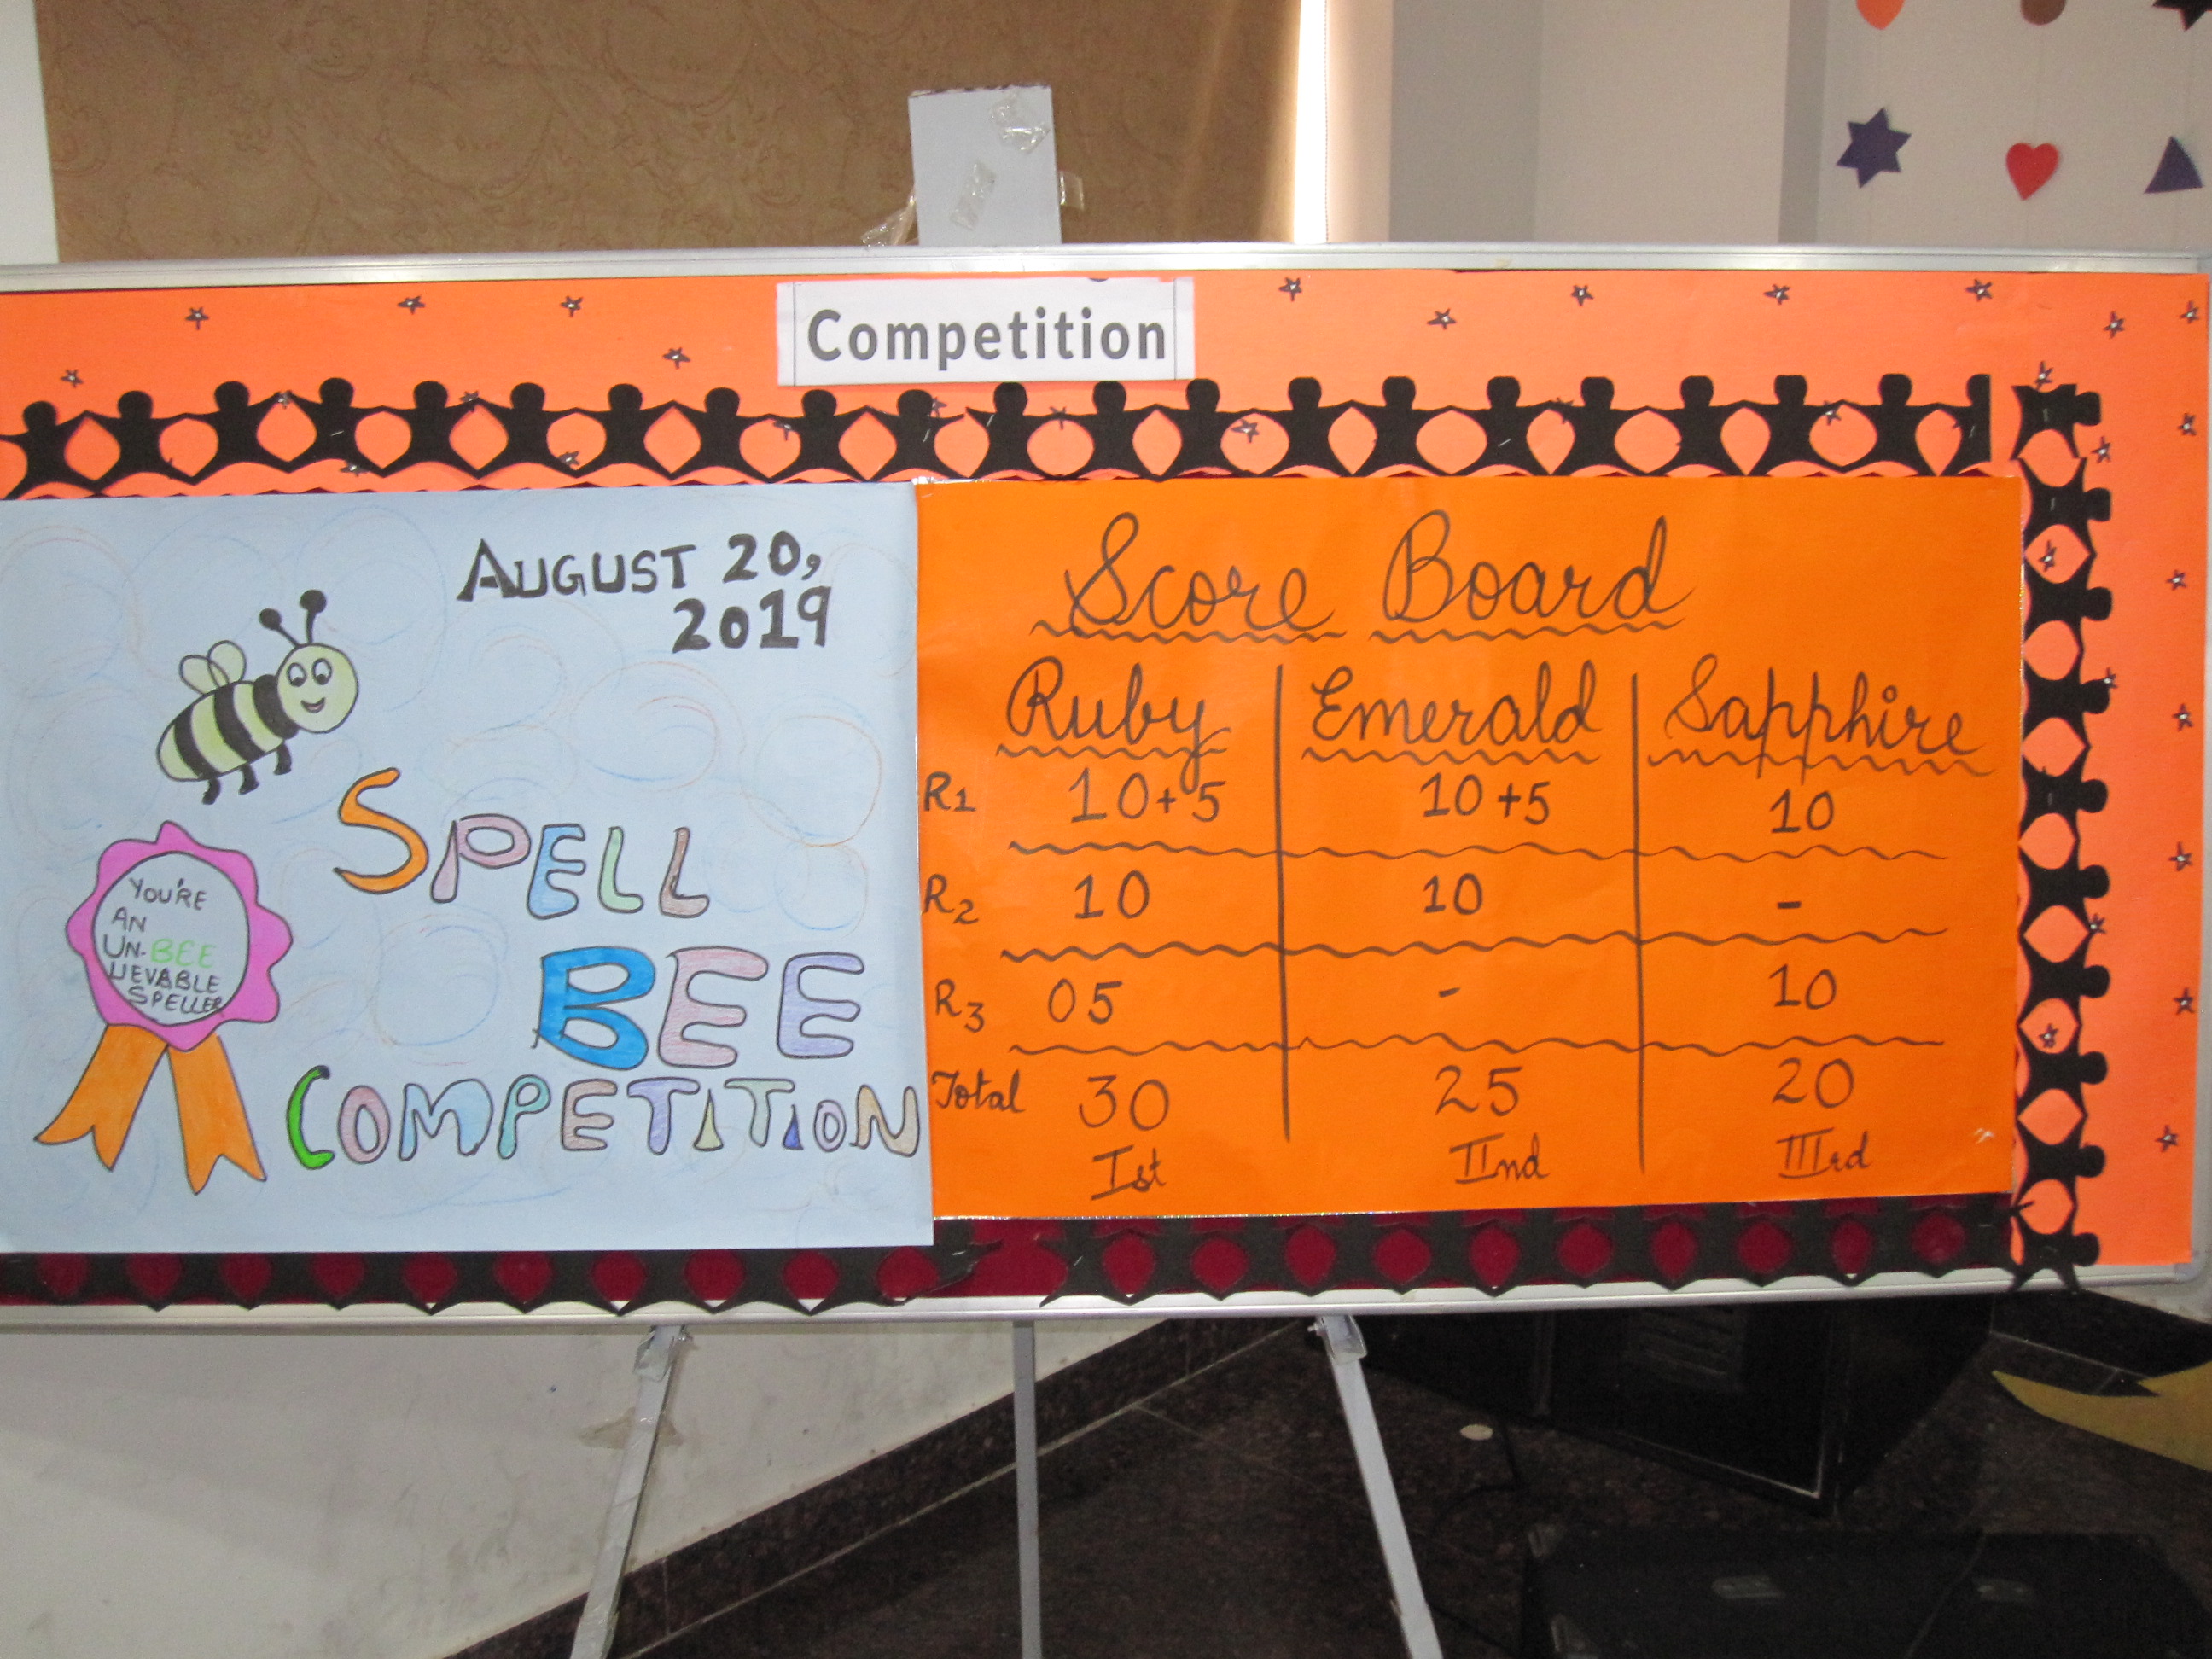 Competition
AUGUST 20,
2019
SPELL
BEE
COMPETITION
YOU'RE
AN
UN-BEE
LIEVABLE
SPELLER
Score Board
Ruby Emerald Sapphire
R1 10+5 10+5 10
R2 10 10 -
R3 05 - 10
Total 30 25 20
Ist IInd IIIrd